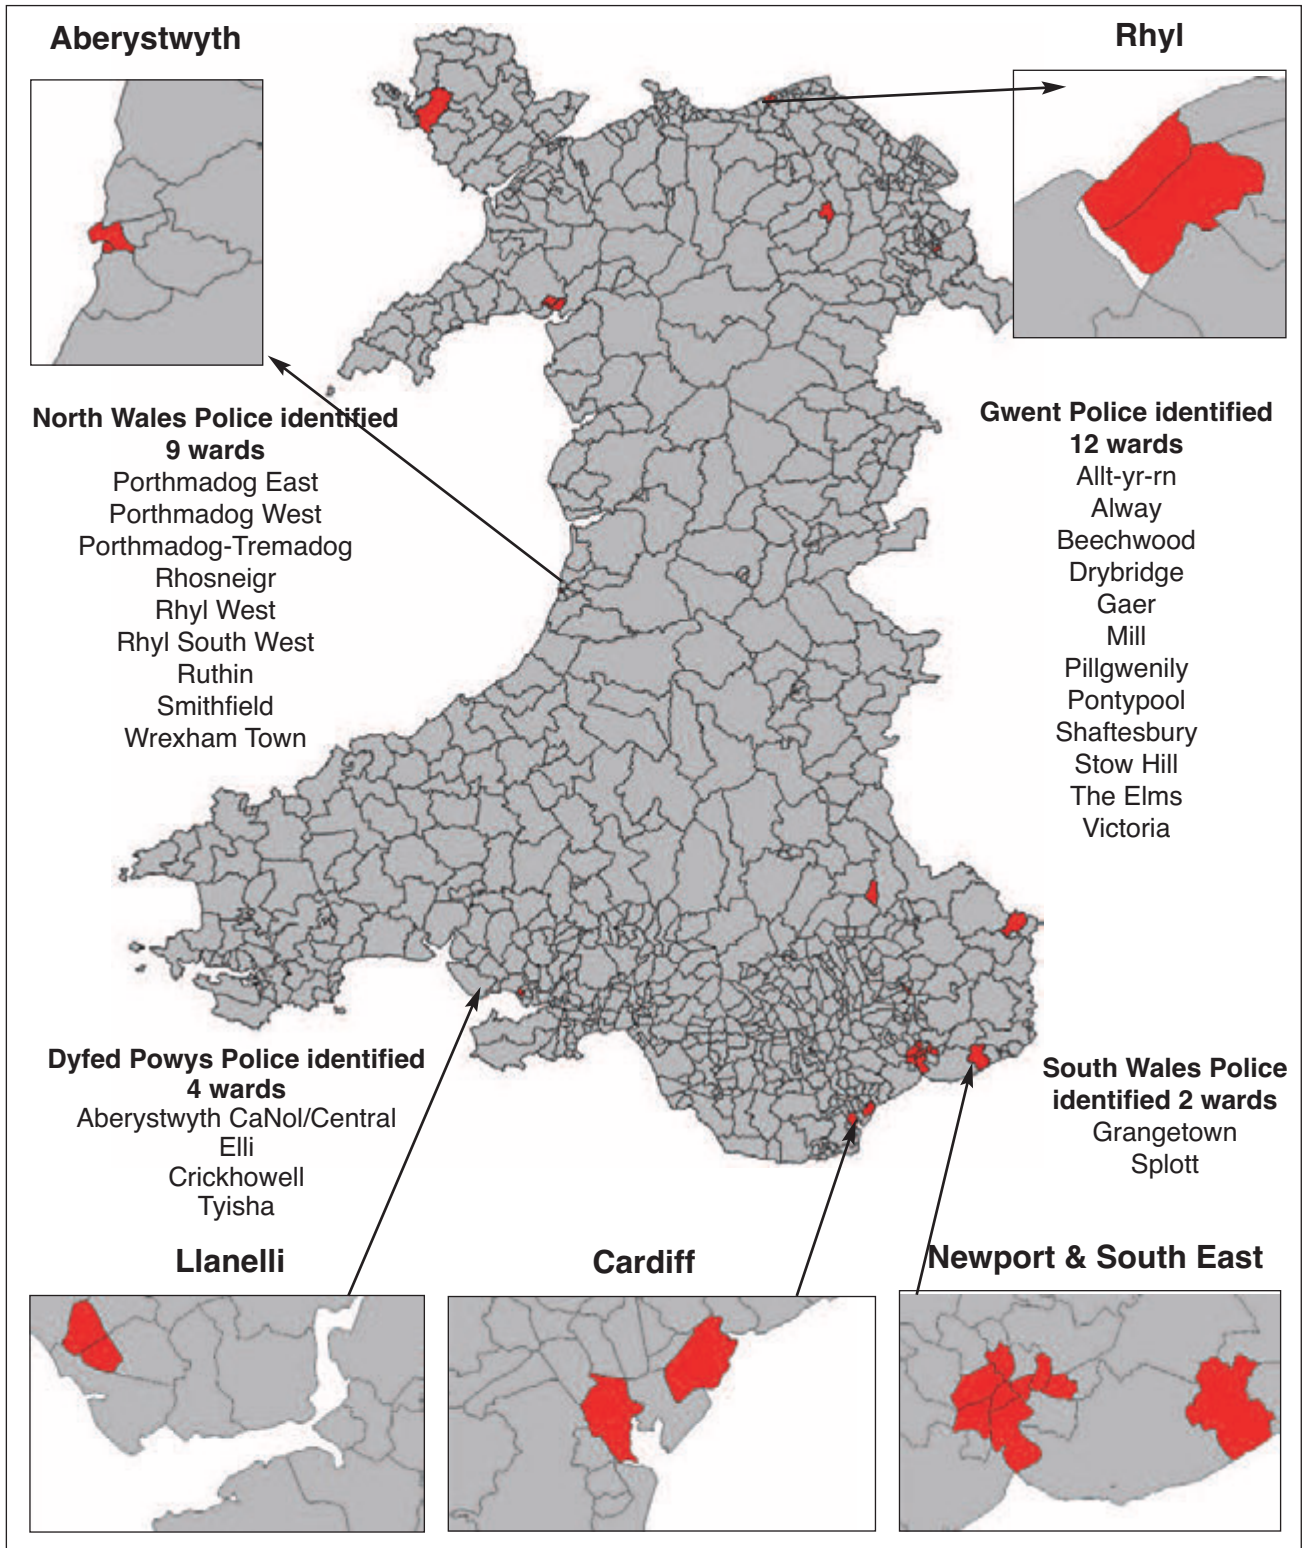 Aberystwyth
Rhyl
North Wales Police identified
9 wards
Porthmadog East
Porthmadog West
Porthmadog-Tremadog
Rhosneigr
Rhyl West
Rhyl South West
Ruthin
Smithfield
Wrexham Town
Gwent Police identified
12 wards
Allt-yr-rn
Alway
Beechwood
Drybridge
Gaer
Mill
Pillgwenily
Pontypool
Shaftesbury
Stow Hill
The Elms
Victoria
Dyfed Powys Police identified
4 wards
Aberystwyth CaNol/Central
Elli
Crickhowell
Tyisha
South Wales Police
identified 2 wards
Grangetown
Splott
Llanelli
Cardiff
Newport & South East